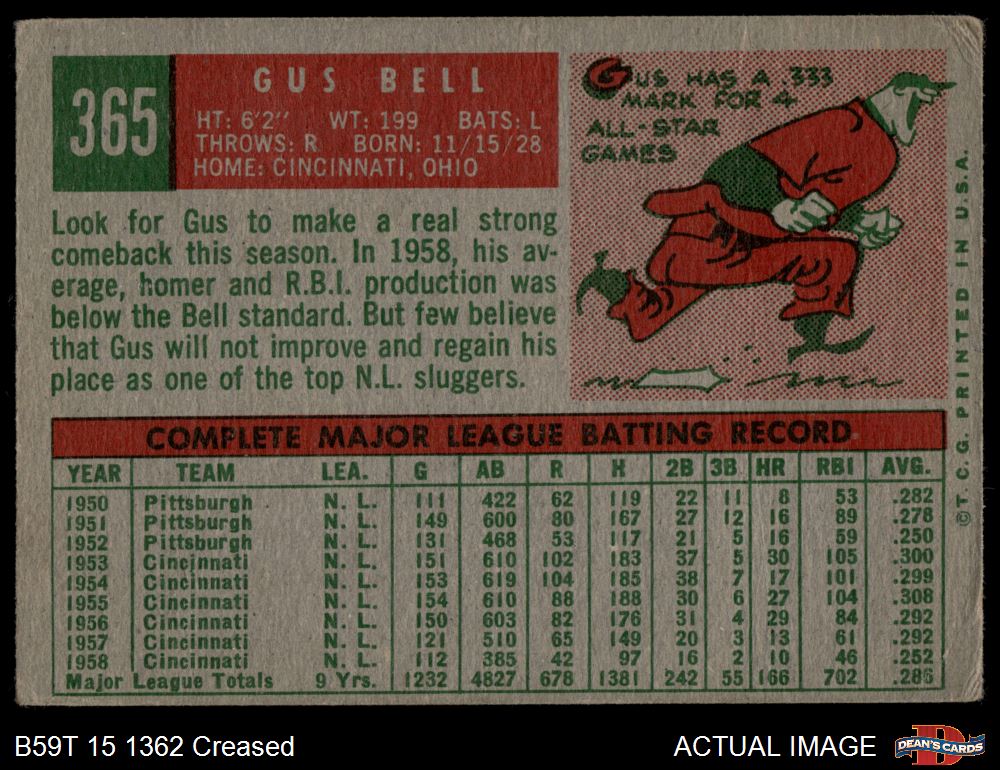 365
GUS BELL
HT: 6'2" WT: 199 BATS: L
THROWS: R BORN: 11/15/28
HOME: CINCINNATI, OHIO
GUS HAS A .333
MARK FOR 4
ALL-STAR
GAMES
Look for Gus to make a real strong
comeback this season. In 1958, his av-
erage, homer and R.B.I. production was
below the Bell standard. But few believe
that Gus will not improve and regain his
place as one of the top N.L. sluggers.
COMPLETE MAJOR LEAGUE BATTING RECORD
YEAR TEAM LEA. G AB R H 2B 3B HR RBI AVG.
1950 Pittsburgh N. L. 111 422 62 119 22 11 8 53 .282
1951 Pittsburgh N. L. 149 600 80 167 27 12 16 89 .278
1952 Pittsburgh N. L. 131 468 53 117 21 5 16 59 .250
1953 Cincinnati N. L. 151 610 102 183 37 5 30 105 .300
1954 Cincinnati N. L. 153 619 104 185 38 7 17 101 .299
1955 Cincinnati N. L. 154 610 88 188 30 6 27 104 .308
1956 Cincinnati N. L. 150 603 82 176 31 4 29 84 .292
1957 Cincinnati N. L. 121 510 65 149 20 3 13 61 .292
1958 Cincinnati N. L. 112 385 42 97 16 2 10 46 .252
Major League Totals 9 Yrs. 1232 4827 678 1381 242 55 166 702 .286
©T. C. G. PRINTED IN U.S.A.
B59T 15 1362 Creased
ACTUAL IMAGE
DEAN'S CARDS